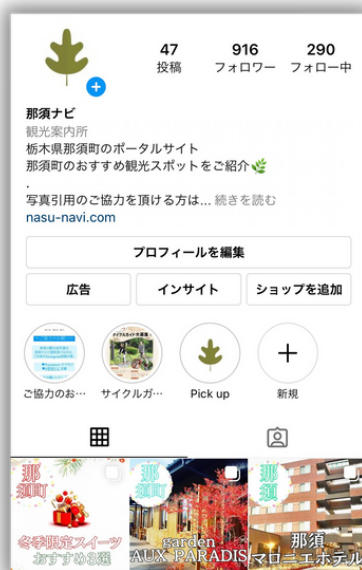 47 916 290
投稿 フォロワー フォロー中
那須ナビ
観光案内所
栃木県那須町のポータルサイト
那須町のおすすめ観光スポットをご紹介🌿
.
写真引用のご協力を頂ける方は... 続きを読む
nasu-navi.com
プロフィールを編集
広告 インサイト ショップを追加
ご協力のお… サイクルガ… Pick up 新規
那須町
冬季限定スイーツ
おすすめ3選
那須町
garden
AUX PARADIS
那須
那須
マロニエホテル